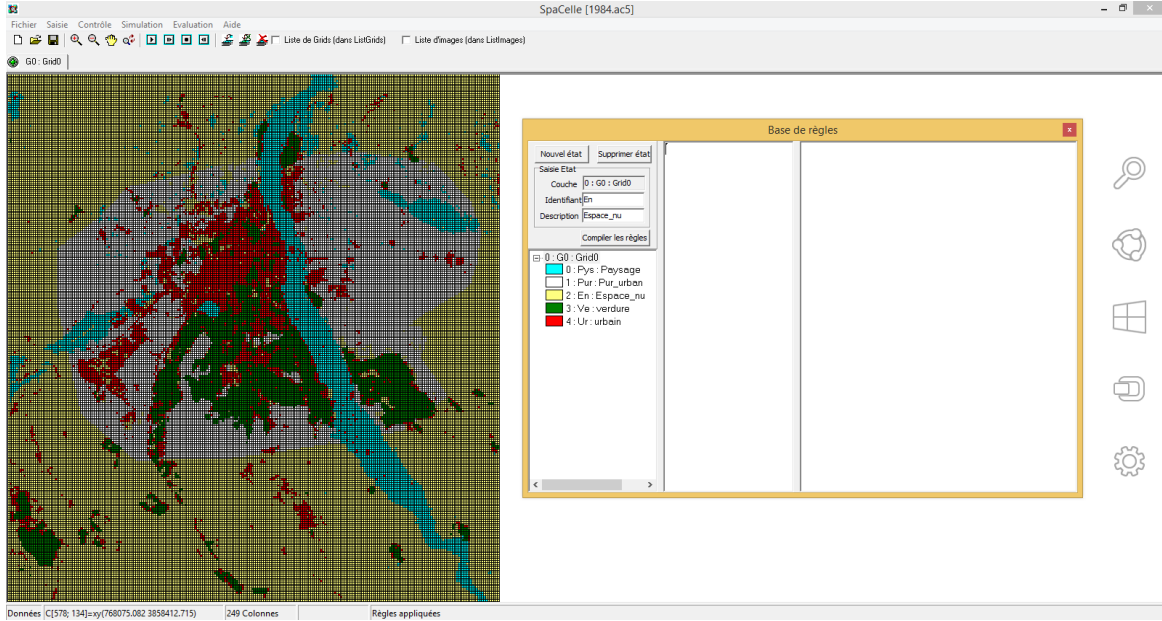 SpaCelle [1984.ac5]
Fichier Saisie Contrôle Simulation Evaluation Aide
Liste de Grids (dans ListGrids) Liste d'images (dans ListImages)
G0 : Grid0
Base de règles
Nouvel état Supprimer état
Saisie Etat
Couche 0 : G0 : Grid0
Identifiant En
Description Espace_nu
Compiler les règles
0 : G0 : Grid0
0 : Pys : Paysage
1 : Pur : Pur_urban
2 : En : Espace_nu
3 : Ve : verdure
4 : Ur : urbain
Données C[578; 134]=xy(768075.082 3858412.715) 249 Colonnes Règles appliquées